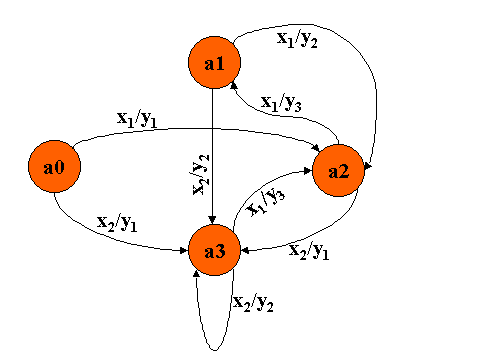 x₁/y₂
a1
x₁/y₃
x₁/y₁
x₂/y₂
a0
a2
x₁/y₃
x₂/y₁
a3
x₂/y₁
x₂/y₂